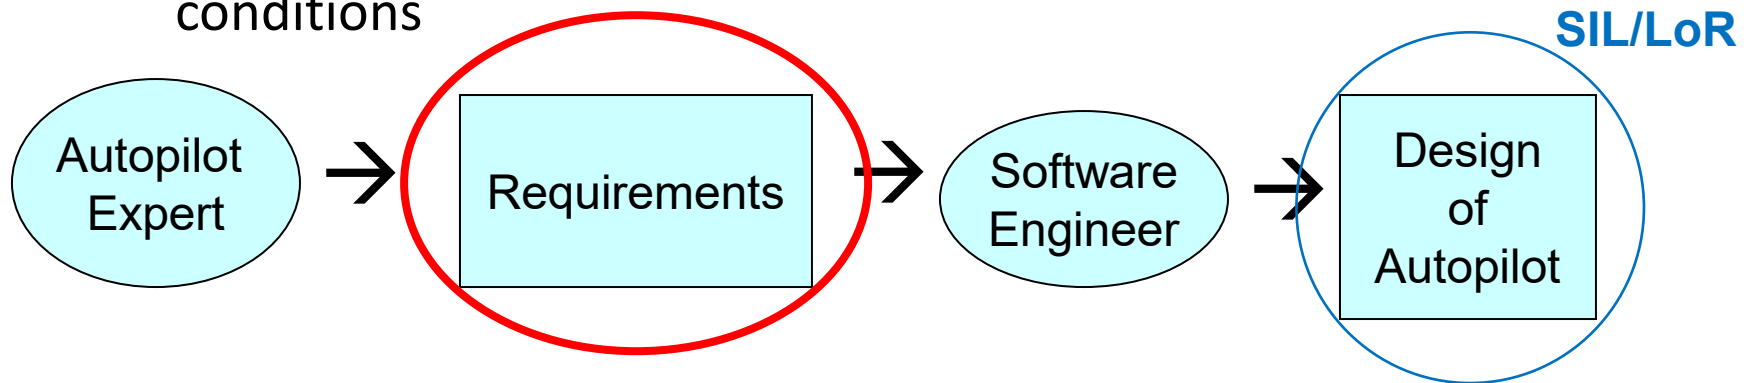 conditions
SIL/LoR
Autopilot
Expert
Requirements
Software
Engineer
Design
of
Autopilot